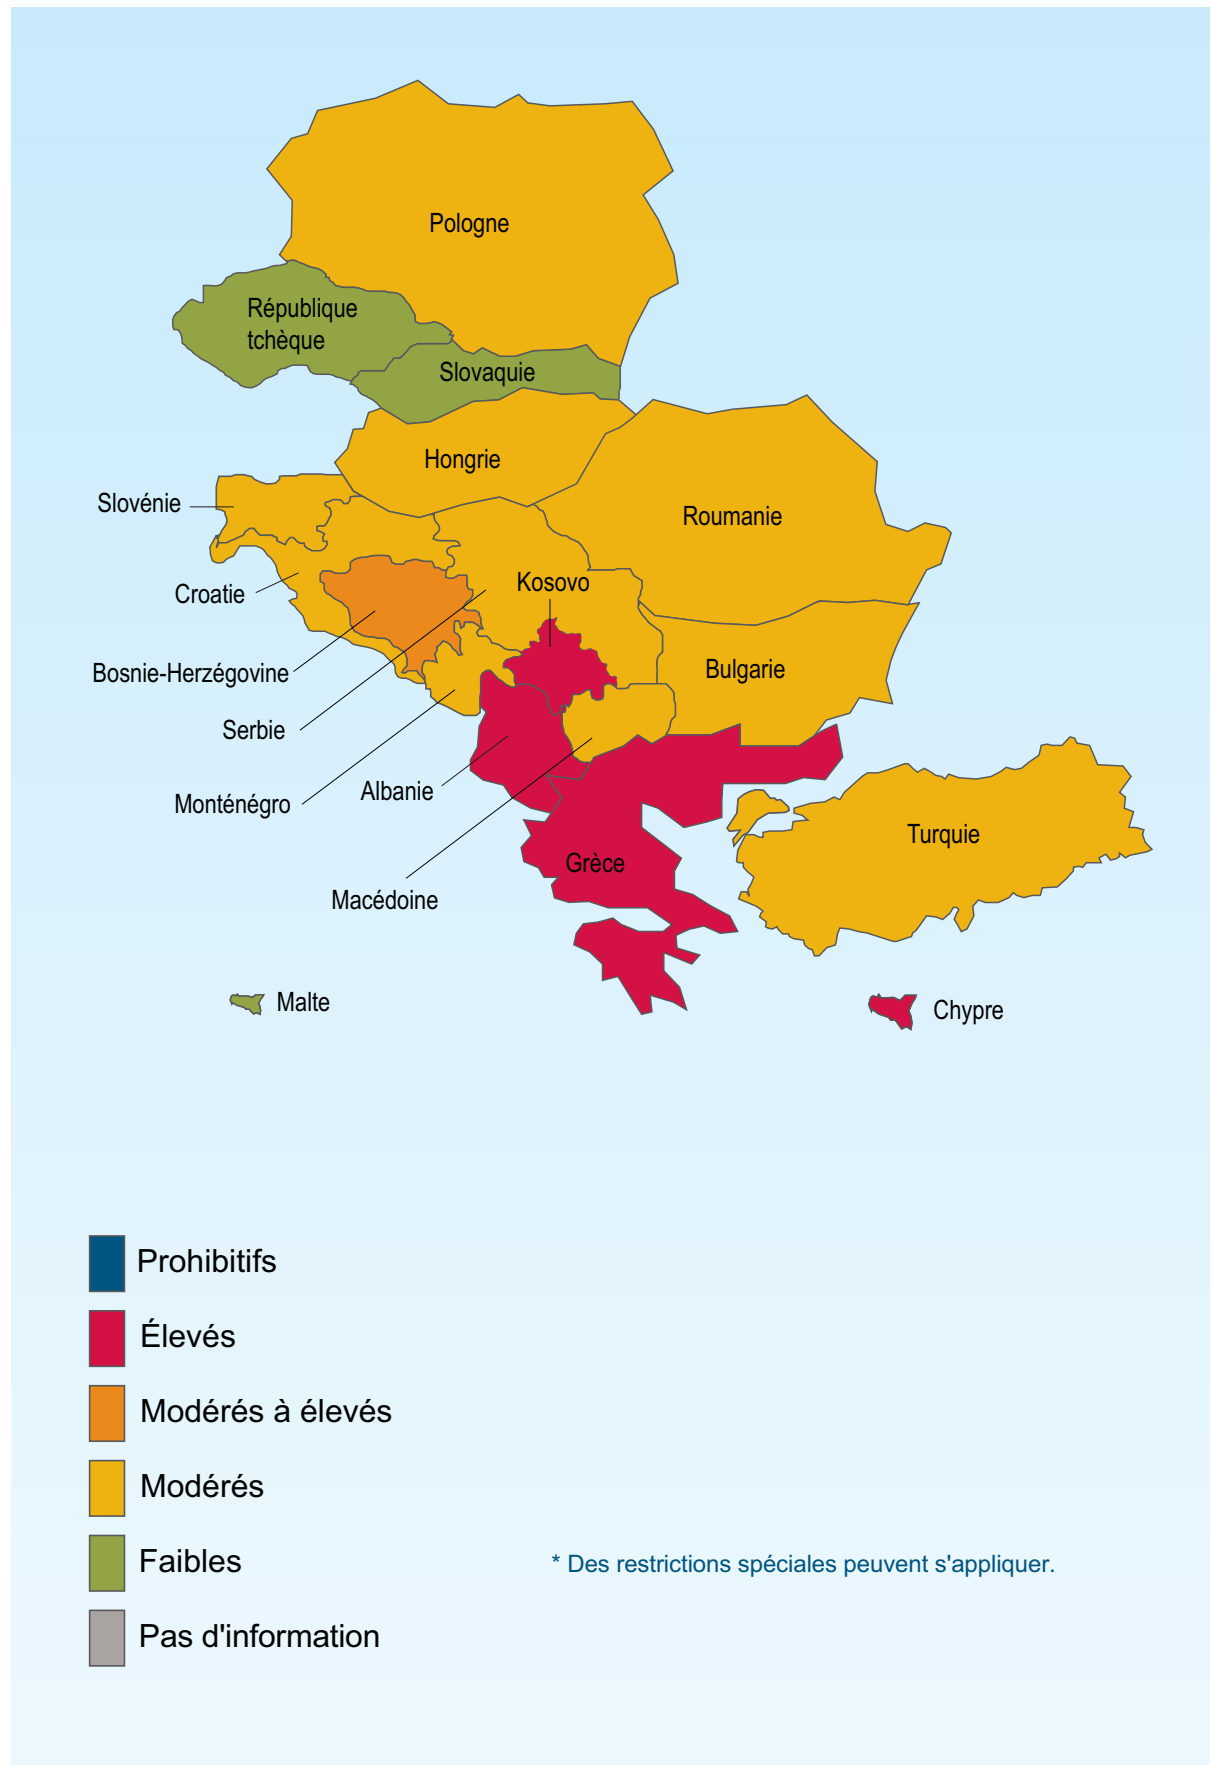 Pologne
République
tchèque
Slovaquie
Hongrie
Slovénie
Roumanie
Croatie
Kosovo
Bosnie-Herzégovine
Bulgarie
Serbie
Monténégro
Albanie
Turquie
Grèce
Macédoine
Malte
Chypre
Prohibitifs
Élevés
Modérés à élevés
Modérés
Faibles
* Des restrictions spéciales peuvent s'appliquer.
Pas d'information